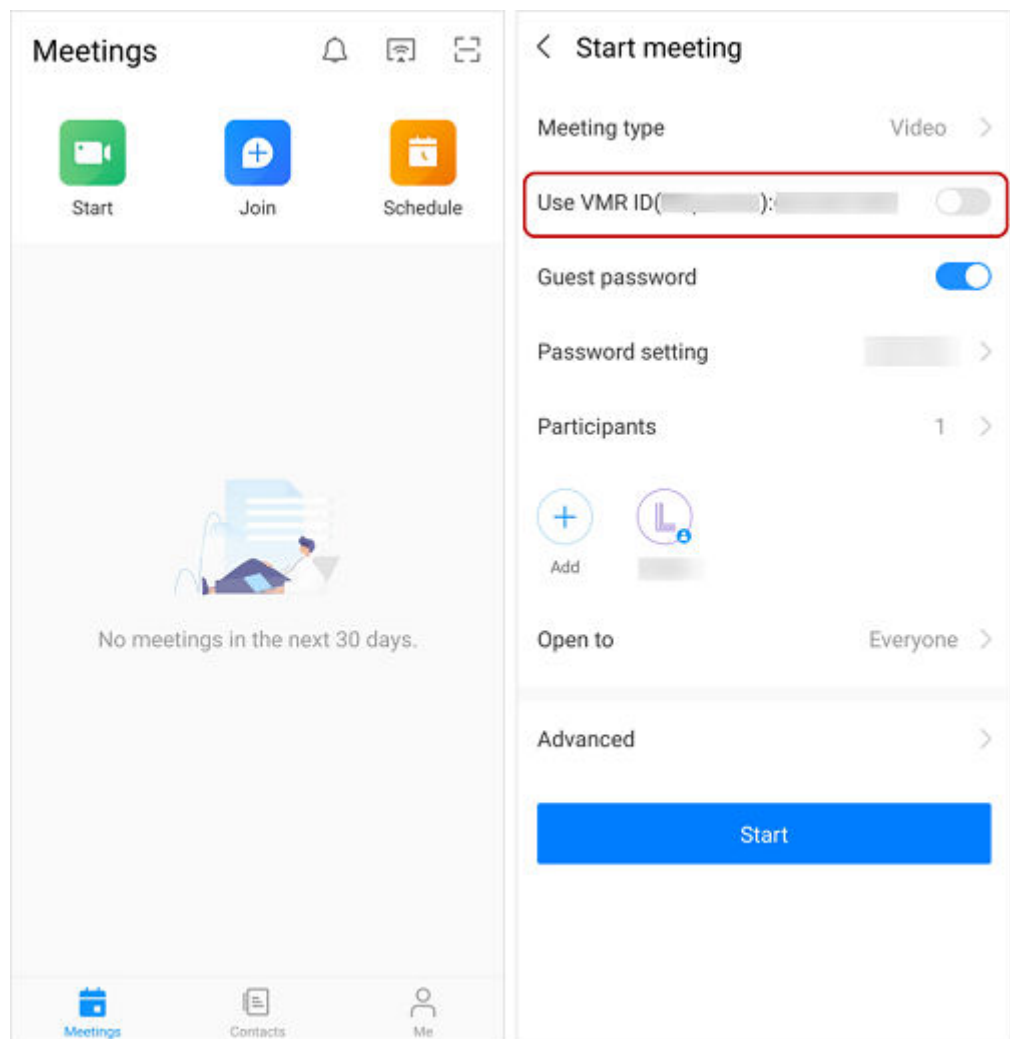 Meetings
Start
Join
Schedule
No meetings in the next 30 days.
Meetings
Contacts
Me
Start meeting
Meeting type
Video
Use VMR ID( ):
Guest password
Password setting
Participants
1
Add
L
Open to
Everyone
Advanced
Start